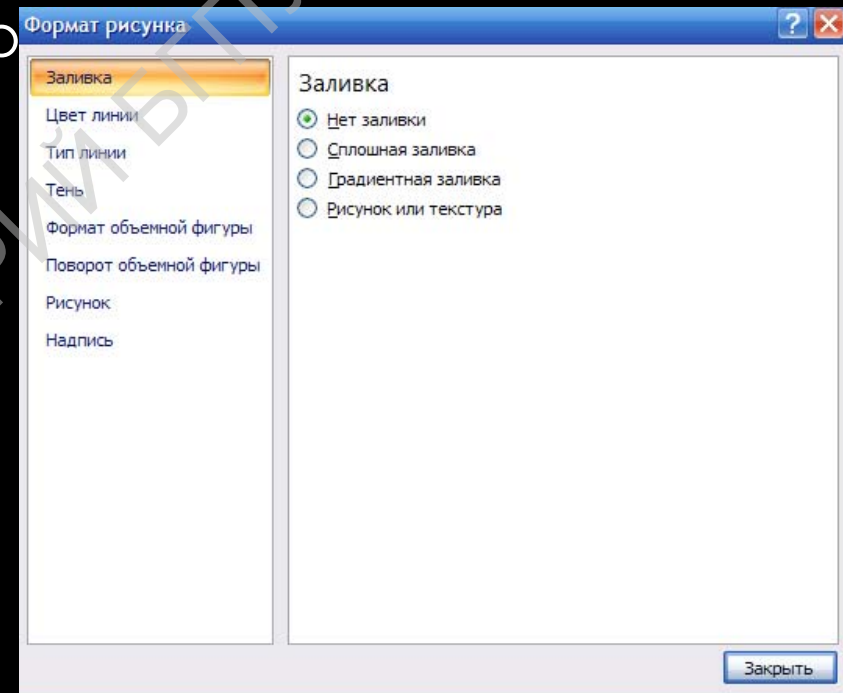 Формат рисунка
Заливка
Цвет линии
Тип линии
Тень
Формат объемной фигуры
Поворот объемной фигуры
Рисунок
Надпись
Заливка
Нет заливки
Сплошная заливка
Градиентная заливка
Рисунок или текстура
Закрыть